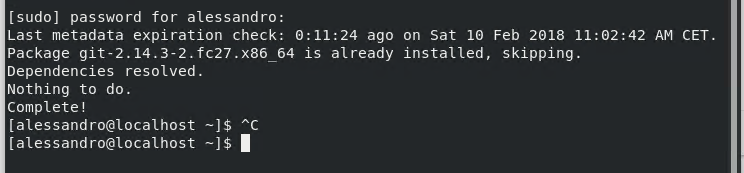 [sudo] password for alessandro:
Last metadata expiration check: 0:11:24 ago on Sat 10 Feb 2018 11:02:42 AM CET.
Package git-2.14.3-2.fc27.x86_64 is already installed, skipping.
Dependencies resolved.
Nothing to do.
Complete!
[alessandro@localhost ~]$ ^C
[alessandro@localhost ~]$